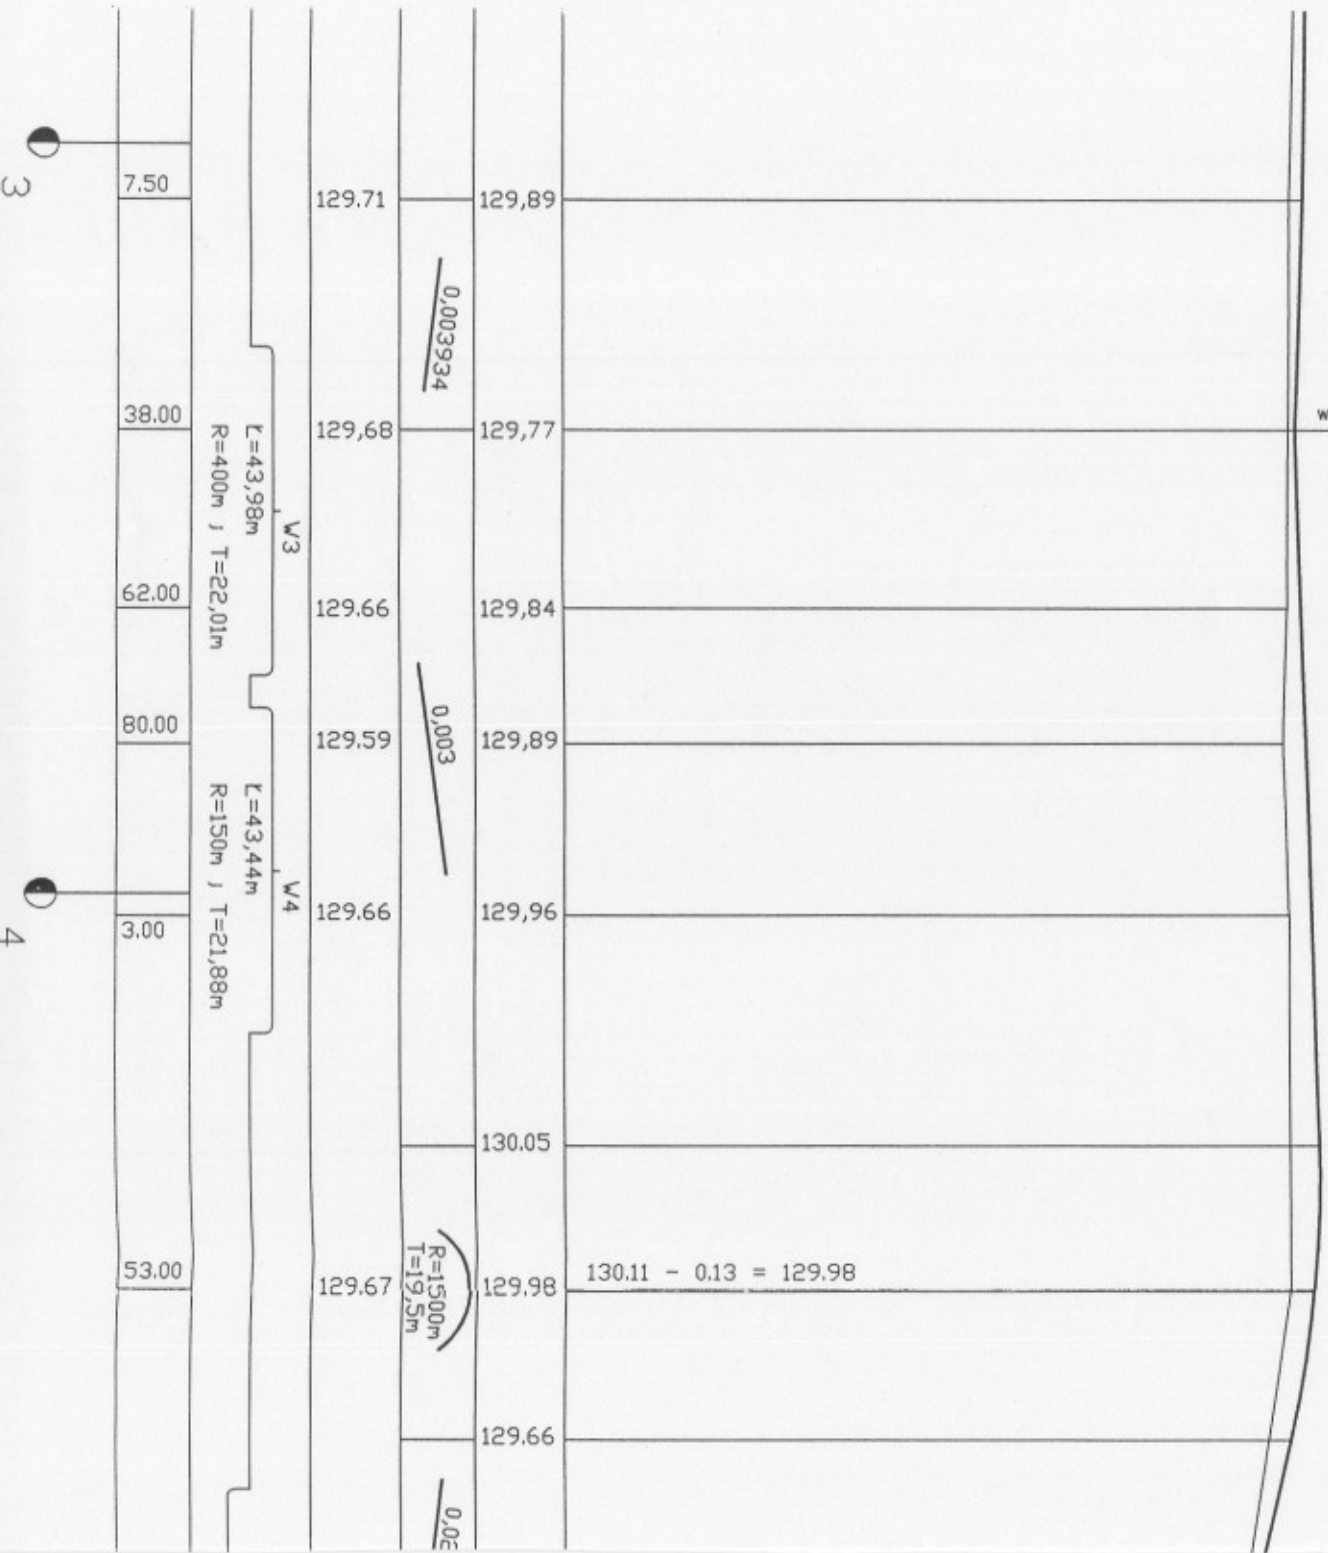 7.50
129.71
129,89
0,003934
38.00
129,68
129,77
W
W3
Ł=43,98m
R=400m ; T=22,01m
62.00
129.66
129,84
80.00
129.59
129,89
0,003
W4
Ł=43,44m
R=150m ; T=21,88m
3.00
129.66
129,96
130.05
53.00
129.67
R=1500m
T=19,5m
129.98
130.11 - 0.13 = 129.98
129.66
0,02
3
4